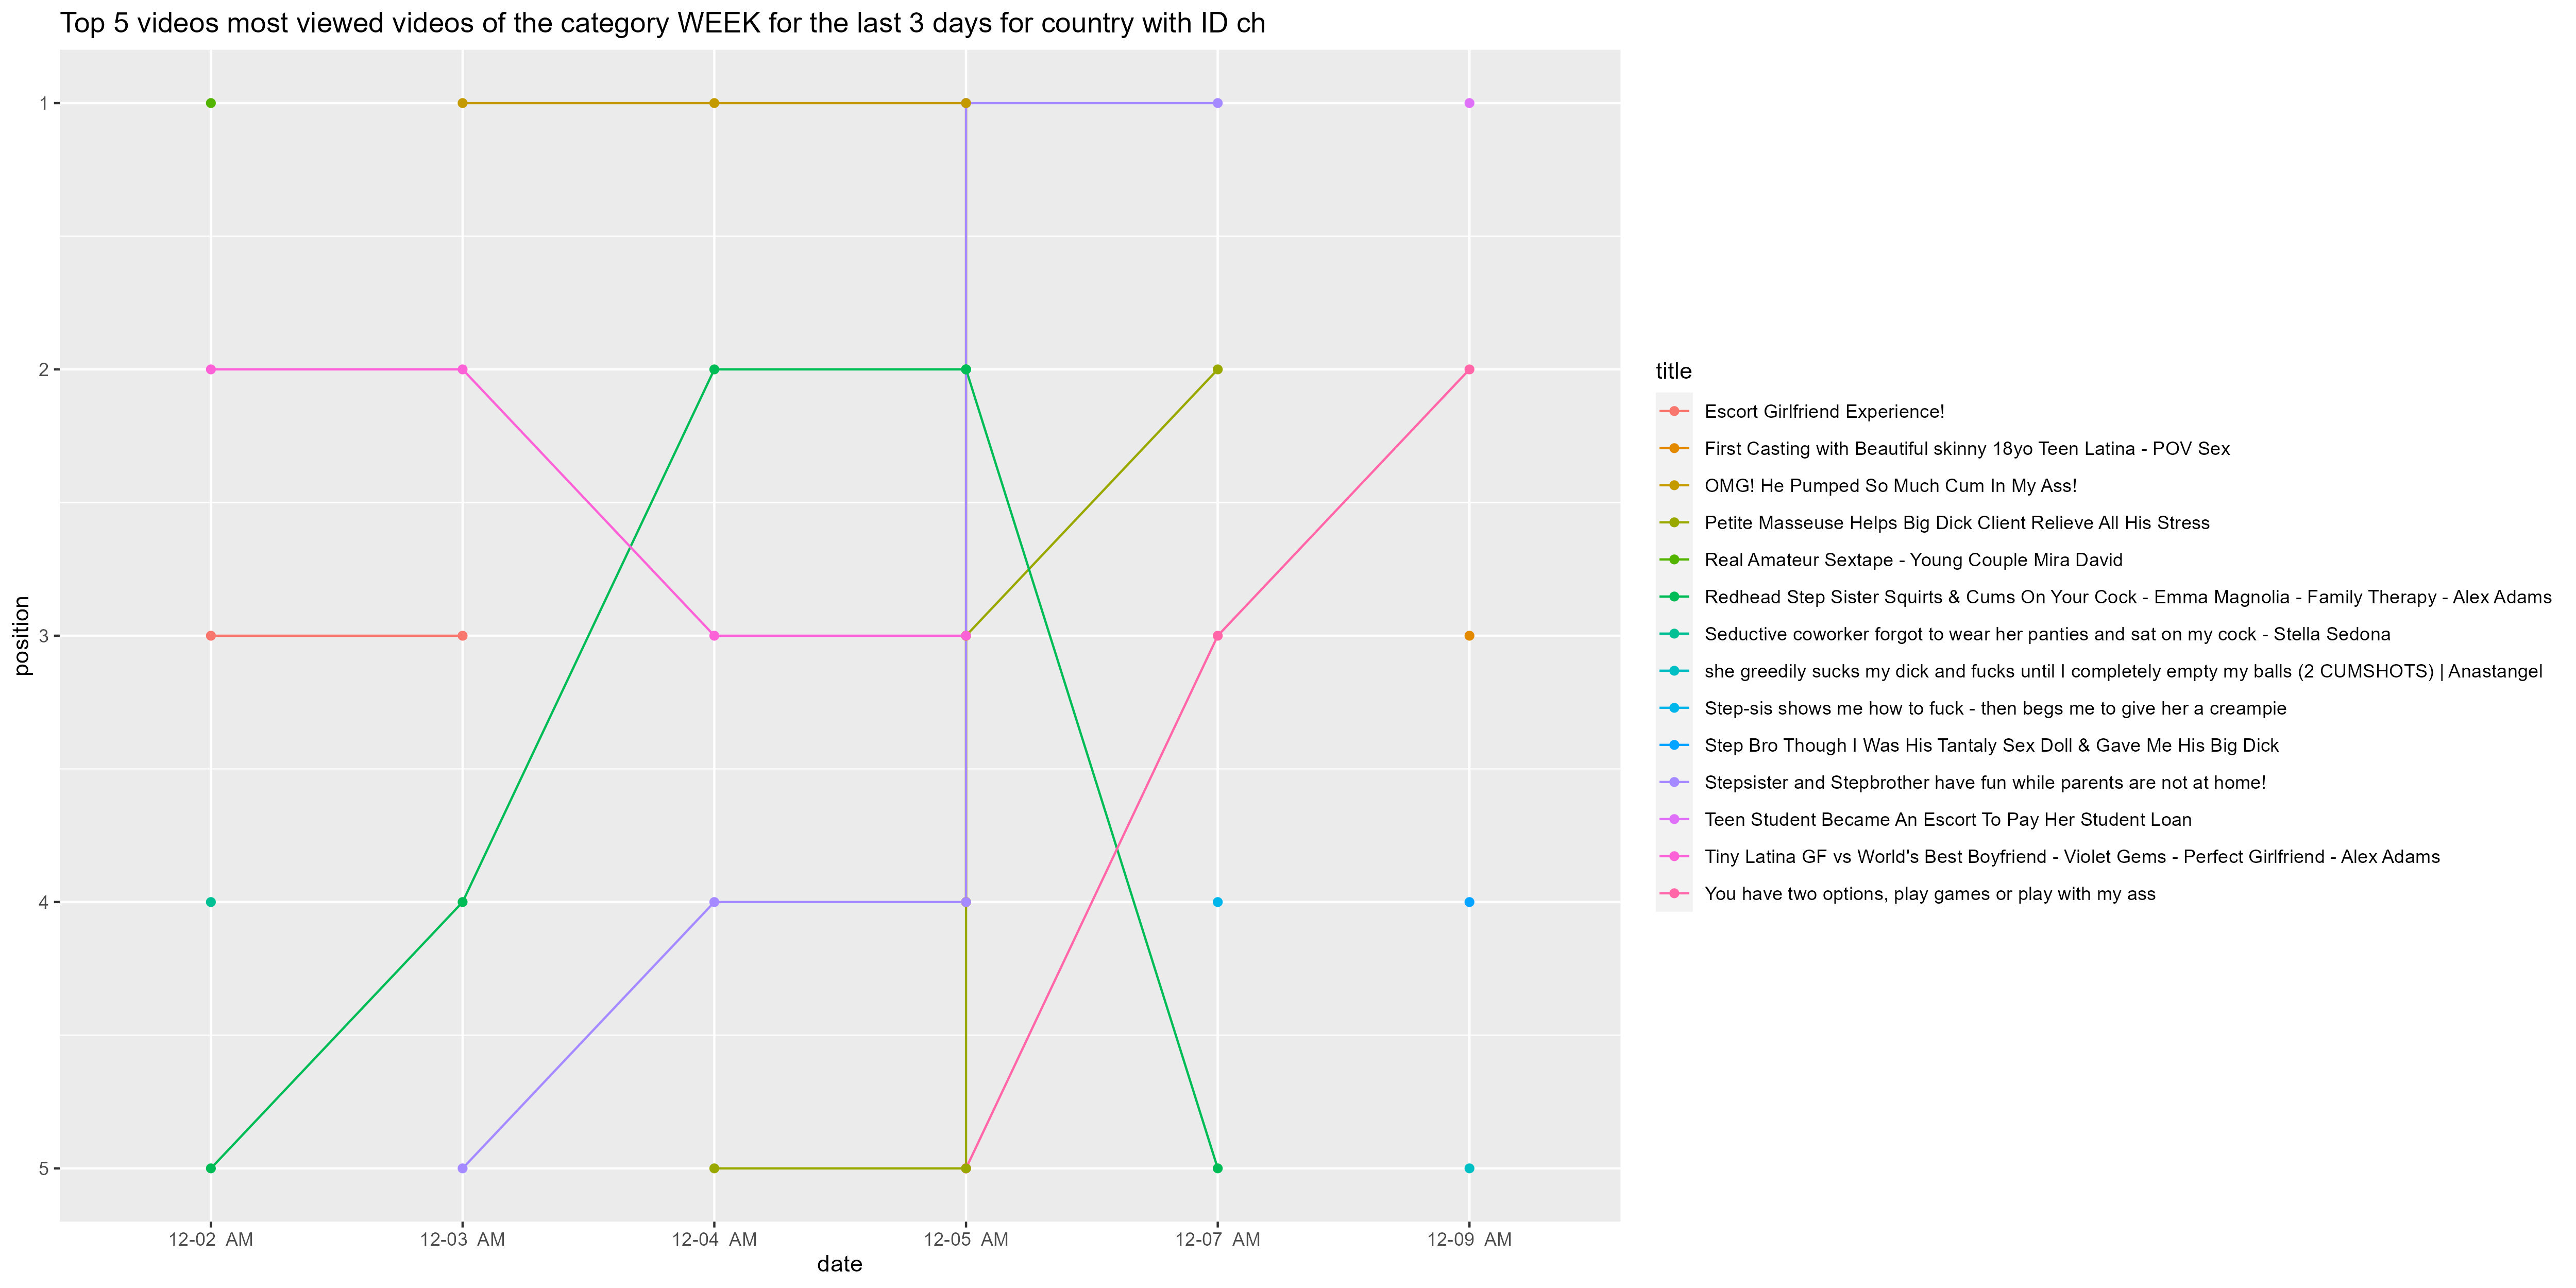 Top 5 videos most viewed videos of the category WEEK for the last 3 days for country with ID ch
position
1
2
3
4
5
12-02 AM
12-03 AM
12-04 AM
12-05 AM
12-07 AM
12-09 AM
date
title
Escort Girlfriend Experience!
First Casting with Beautiful skinny 18yo Teen Latina - POV Sex
OMG! He Pumped So Much Cum In My Ass!
Petite Masseuse Helps Big Dick Client Relieve All His Stress
Real Amateur Sextape - Young Couple Mira David
Redhead Step Sister Squirts & Cums On Your Cock - Emma Magnolia - Family Therapy - Alex Adams
Seductive coworker forgot to wear her panties and sat on my cock - Stella Sedona
she greedily sucks my dick and fucks until I completely empty my balls (2 CUMSHOTS) | Anastangel
Step-sis shows me how to fuck - then begs me to give her a creampie
Step Bro Though I Was His Tantaly Sex Doll & Gave Me His Big Dick
Stepsister and Stepbrother have fun while parents are not at home!
Teen Student Became An Escort To Pay Her Student Loan
Tiny Latina GF vs World's Best Boyfriend - Violet Gems - Perfect Girlfriend - Alex Adams
You have two options, play games or play with my ass